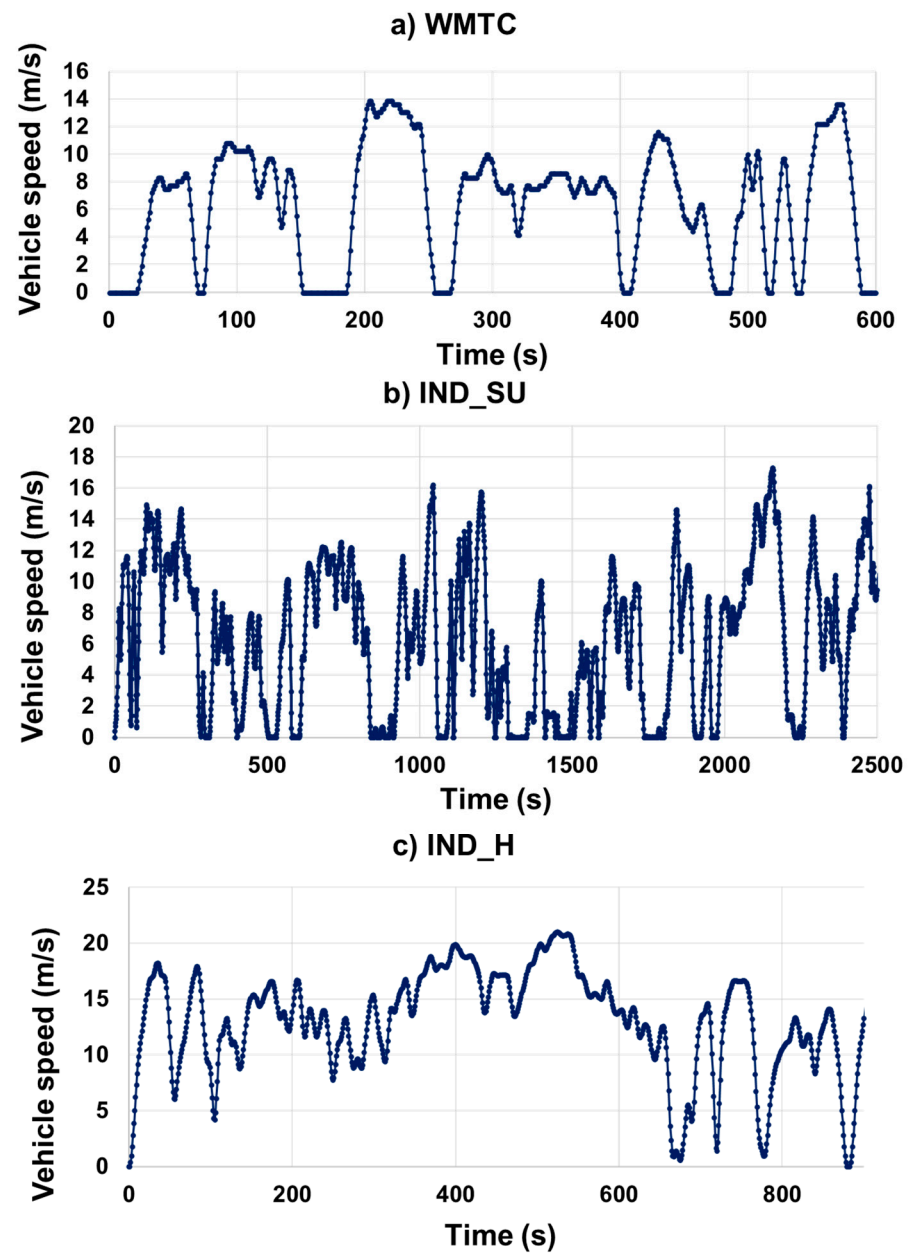 a) WMTC
Vehicle speed (m/s)
16
14
12
10
8
6
4
2
0
0 100 200 300 400 500 600
Time (s)
b) IND_SU
Vehicle speed (m/s)
20
18
16
14
12
10
8
6
4
2
0
0 500 1000 1500 2000 2500
Time (s)
c) IND_H
Vehicle speed (m/s)
25
20
15
10
5
0
0 200 400 600 800
Time (s)